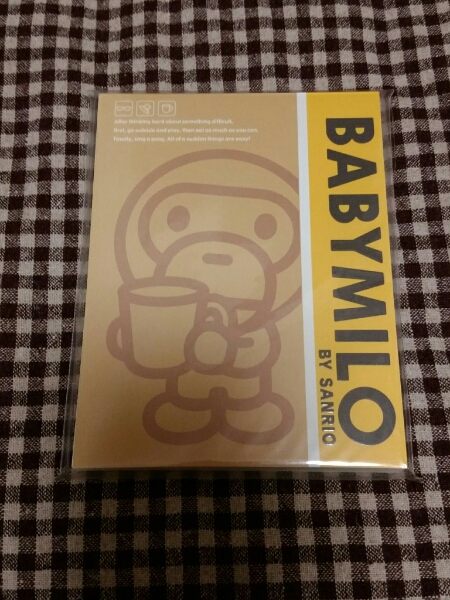 After thinking hard about something difficult,
first, go outside and play, then eat as much as you can.
Finally, sing a song. All of a sudden things are easy!
BABYMILO
BY SANRIO